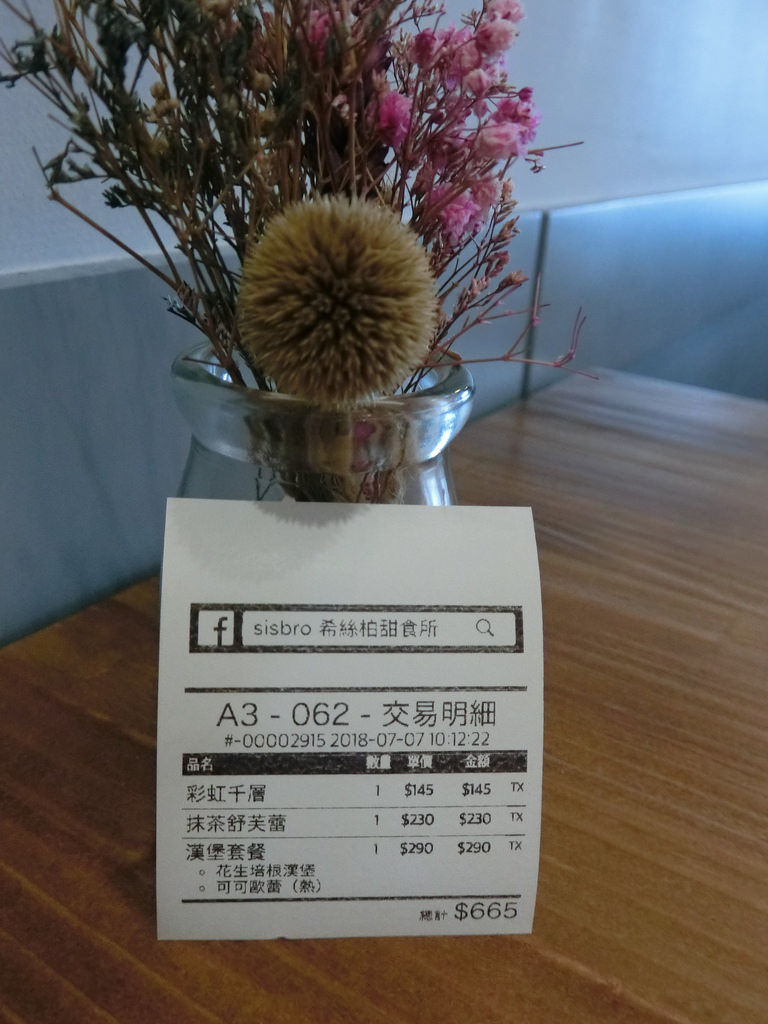 f sisbro 希絲柏甜食所
A3 - 062 - 交易明細
#-00002915 2018-07-07 10:12:22
品名 數量 單價 金額
彩虹千層 1 $145 $145 TX
抹茶舒芙蕾 1 $230 $230 TX
漢堡套餐 1 $290 $290 TX
。花生培根漢堡
。可可歐蕾（熱）
總計 $665